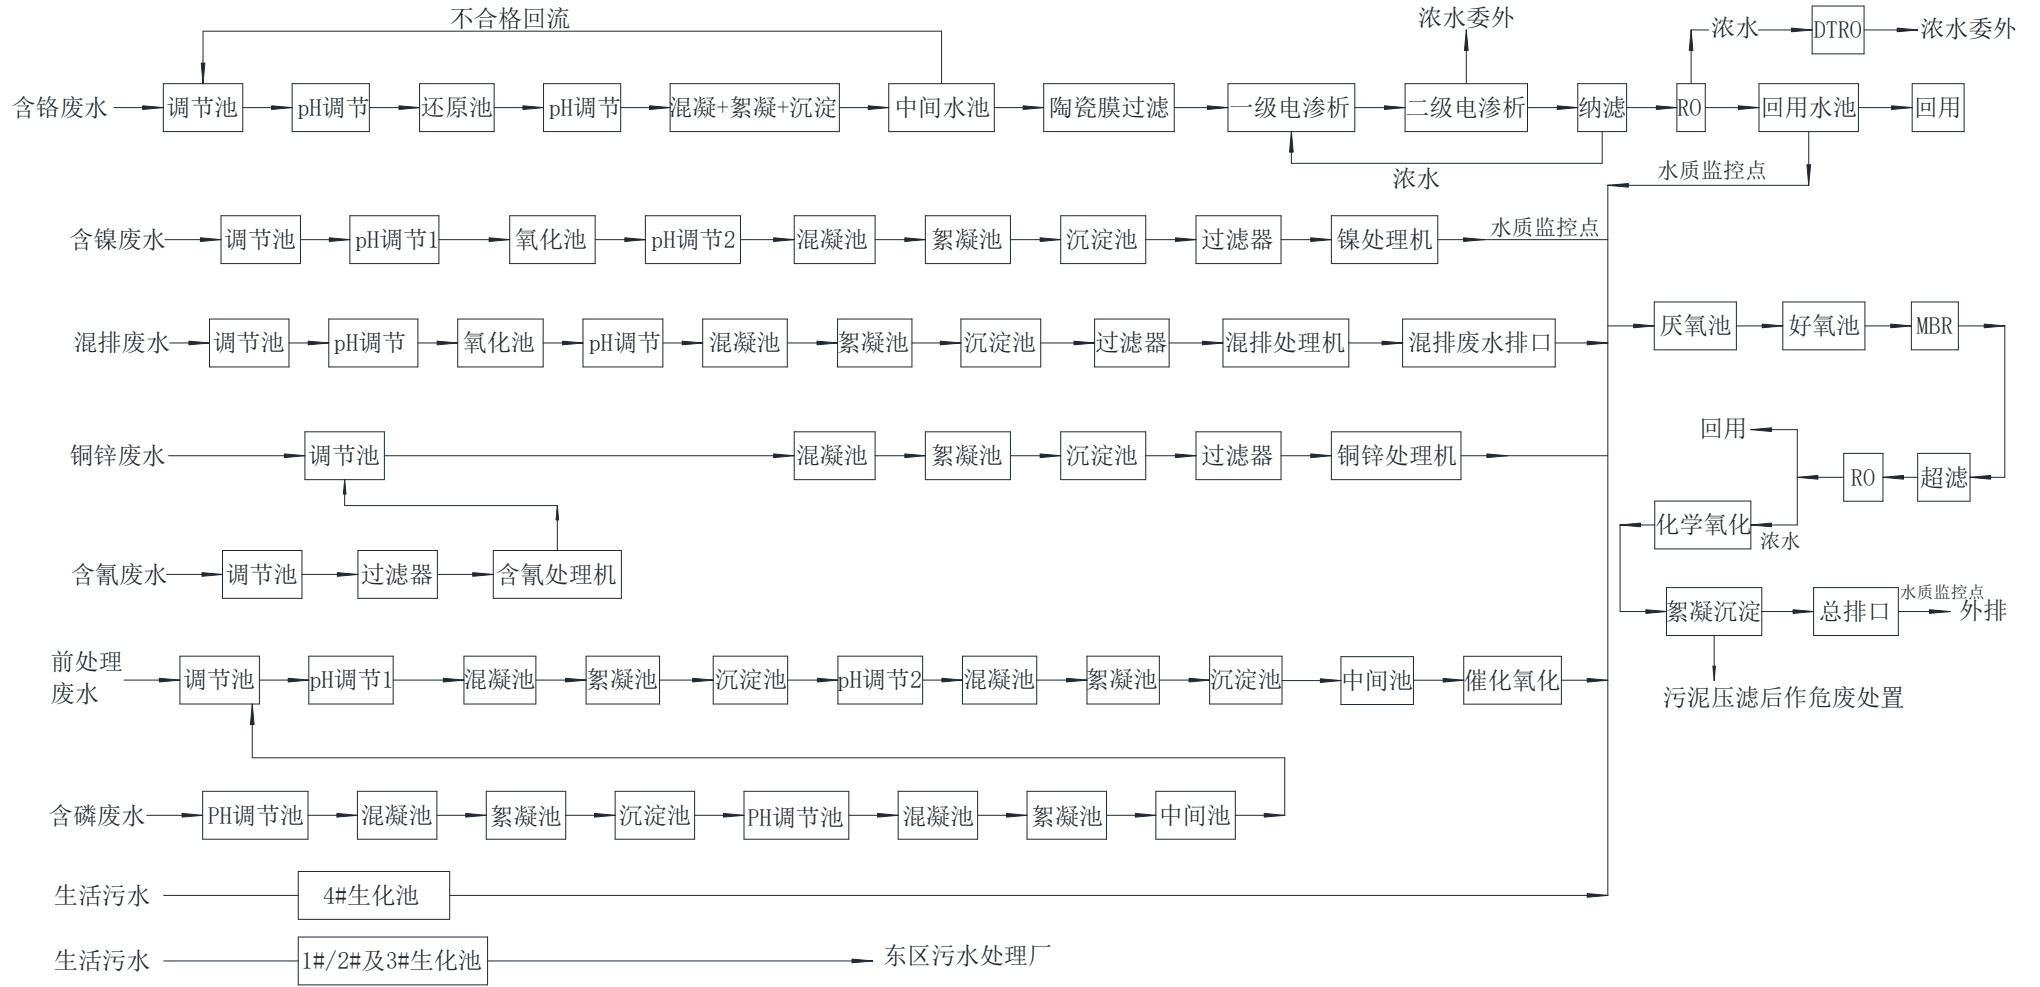 不合格回流
浓水委外
浓水
DTRO
浓水委外
含铬废水
调节池
pH调节
还原池
pH调节
混凝+絮凝+沉淀
中间水池
陶瓷膜过滤
一级电渗析
二级电渗析
纳滤
RO
回用水池
回用
浓水
水质监控点
含镍废水
调节池
pH调节1
氧化池
pH调节2
混凝池
絮凝池
沉淀池
过滤器
镍处理机
水质监控点
混排废水
调节池
pH调节
氧化池
pH调节
混凝池
絮凝池
沉淀池
过滤器
混排处理机
混排废水排口
厌氧池
好氧池
MBR
铜锌废水
调节池
混凝池
絮凝池
沉淀池
过滤器
铜锌处理机
回用
RO
超滤
化学氧化
浓水
含氰废水
调节池
过滤器
含氰处理机
絮凝沉淀
总排口
水质监控点
外排
污泥压滤后作危废处置
前处理
废水
调节池
pH调节1
混凝池
絮凝池
沉淀池
pH调节2
混凝池
絮凝池
沉淀池
中间池
催化氧化
含磷废水
PH调节池
混凝池
絮凝池
沉淀池
PH调节池
混凝池
絮凝池
中间池
生活污水
4#生化池
生活污水
1#/2#及3#生化池
东区污水处理厂